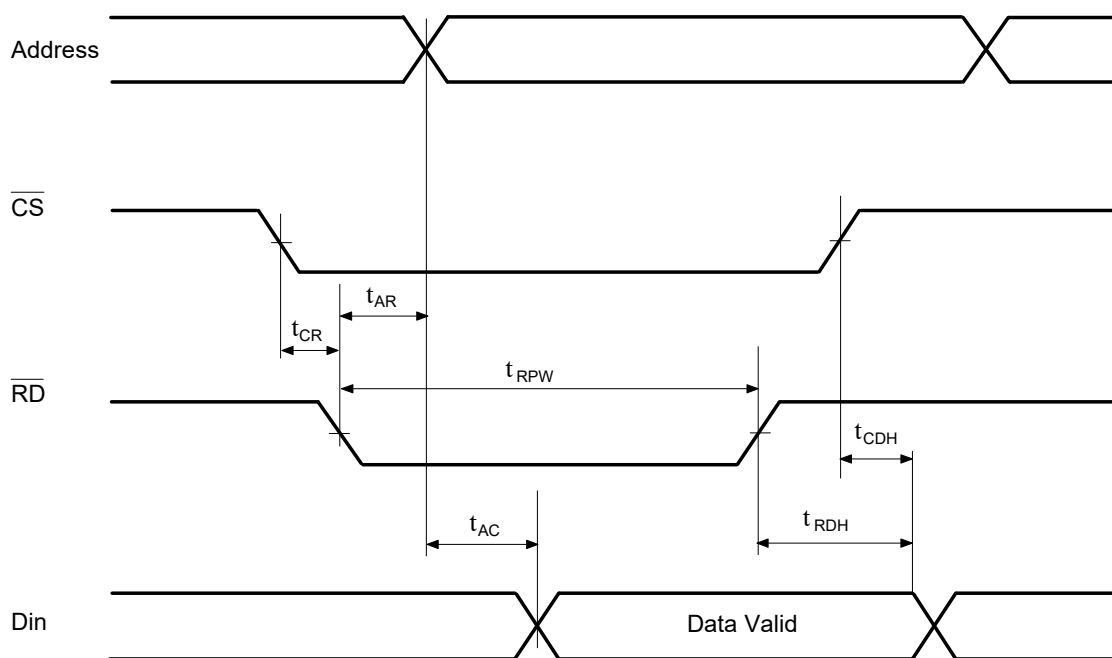 Address
CS
tAR
tCR
tRPW
RD
tCDH
tRDH
tAC
Din
Data Valid